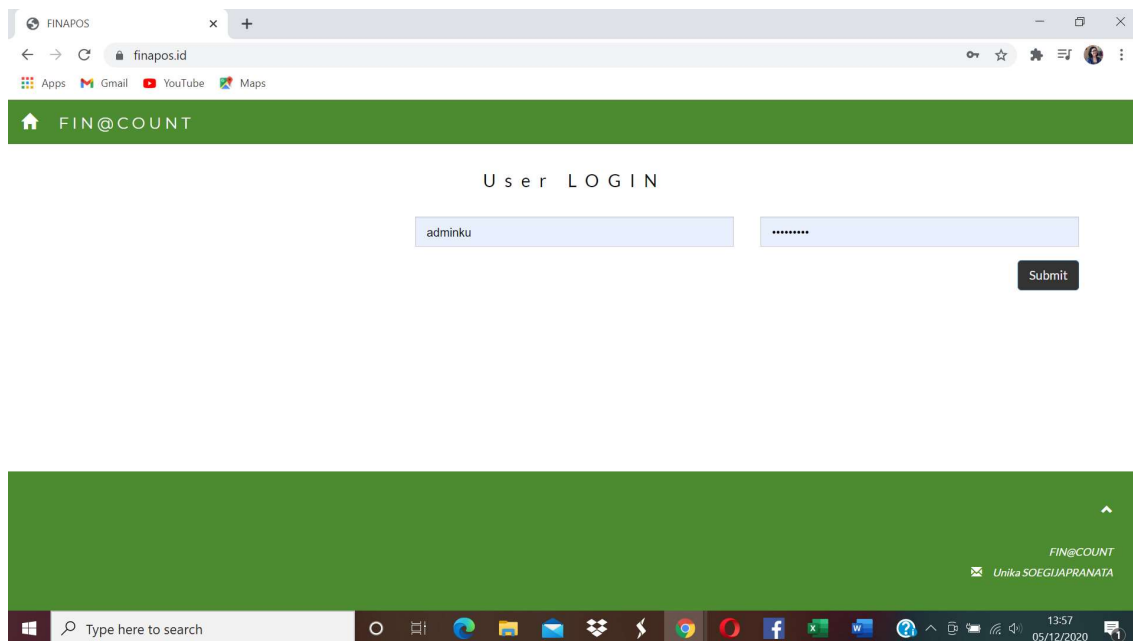 FINAPOS
finapos.id
Apps Gmail YouTube Maps
FIN@COUNT
User LOGIN
adminku •••••••••
Submit
FIN@COUNT
Unika SOEGIJAPRANATA
Type here to search
13:57
05/12/2020